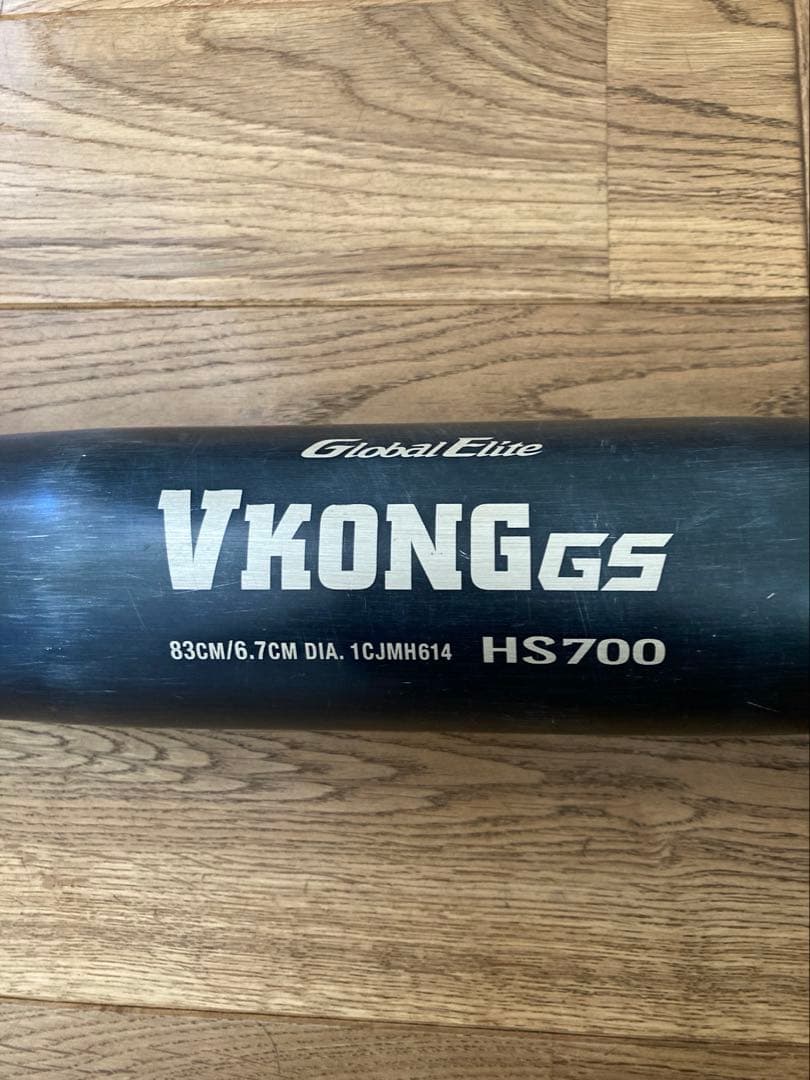 Global Elite
VKONG GS
83CM/6.7CM DIA. 1CJMH614 HS700